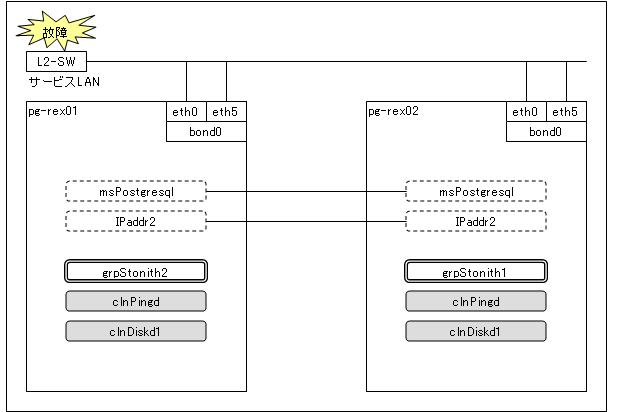 故障
L2-SW
サービスLAN
pg-rex01
eth0
eth5
bond0
msPostgresql
IPaddr2
grpStonith2
clnPingd
clnDiskd1
pg-rex02
eth0
eth5
bond0
msPostgresql
IPaddr2
grpStonith1
clnPingd
clnDiskd1